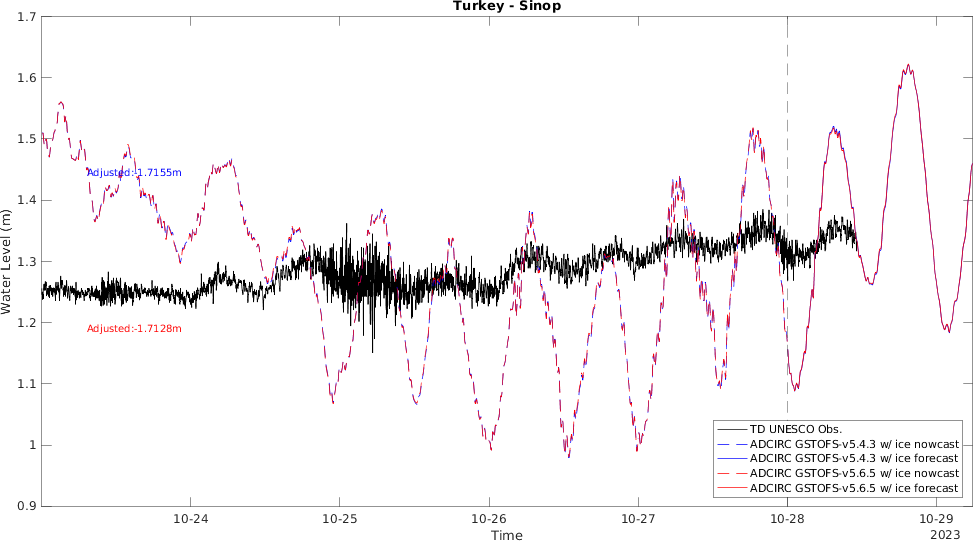 Turkey - Sinop
1.7
1.6
1.5
1.4
1.3
1.2
1.1
1
0.9
Water Level (m)
Adjusted:-1.7155m
Adjusted:-1.7128m
TD UNESCO Obs.
ADCIRC GSTOFS-v5.4.3 w/ ice nowcast
ADCIRC GSTOFS-v5.4.3 w/ ice forecast
ADCIRC GSTOFS-v5.6.5 w/ ice nowcast
ADCIRC GSTOFS-v5.6.5 w/ ice forecast
10-24 10-25 10-26 10-27 10-28 10-29
Time
2023